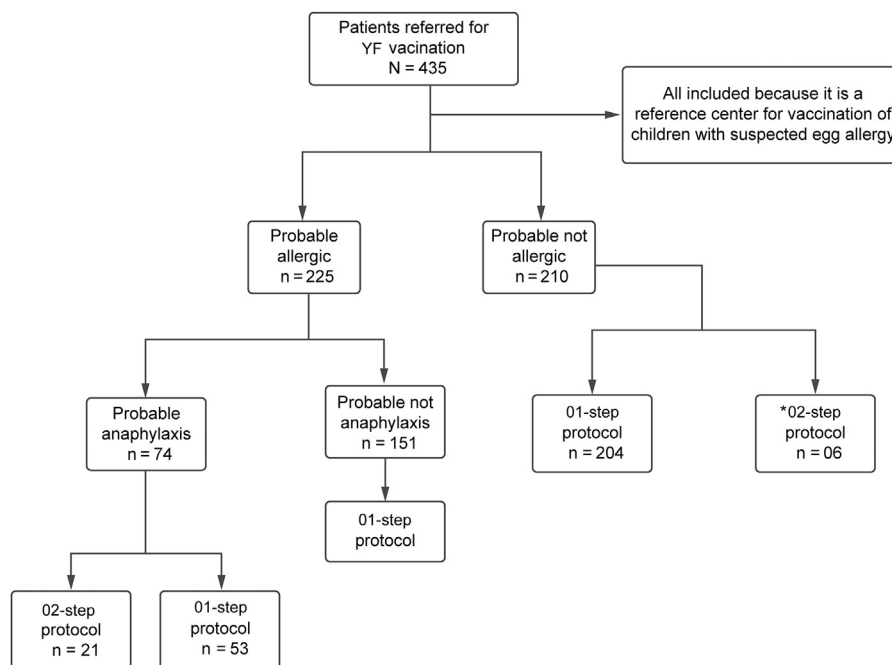 Patients referred for
YF vacination
N = 435
All included because it is a
reference center for vaccination of
children with suspected egg allergy
Probable
allergic
n = 225
Probable not
allergic
n = 210
Probable
anaphylaxis
n = 74
Probable not
anaphylaxis
n = 151
01-step
protocol
n = 204
*02-step
protocol
n = 06
01-step
protocol
02-step
protocol
n = 21
01-step
protocol
n = 53